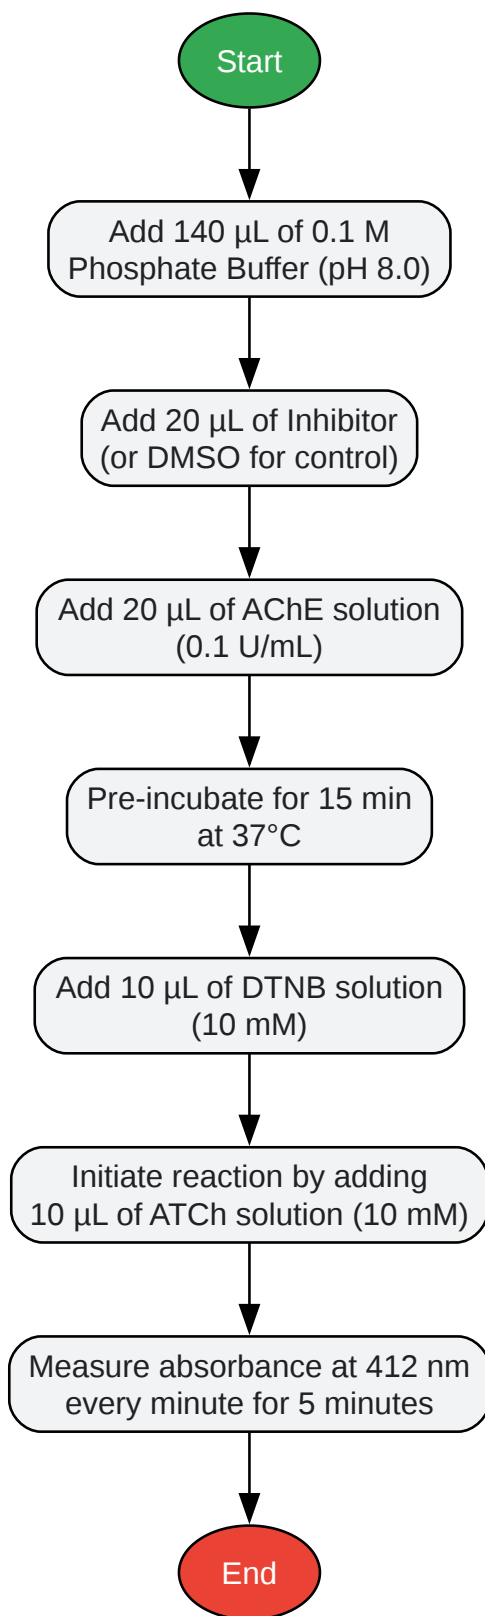 Start
Add 140 µL of 0.1 M
Phosphate Buffer (pH 8.0)
Add 20 µL of Inhibitor
(or DMSO for control)
Add 20 µL of AChE solution
(0.1 U/mL)
Pre-incubate for 15 min
at 37°C
Add 10 µL of DTNB solution
(10 mM)
Initiate reaction by adding
10 µL of ATCh solution (10 mM)
Measure absorbance at 412 nm
every minute for 5 minutes
End